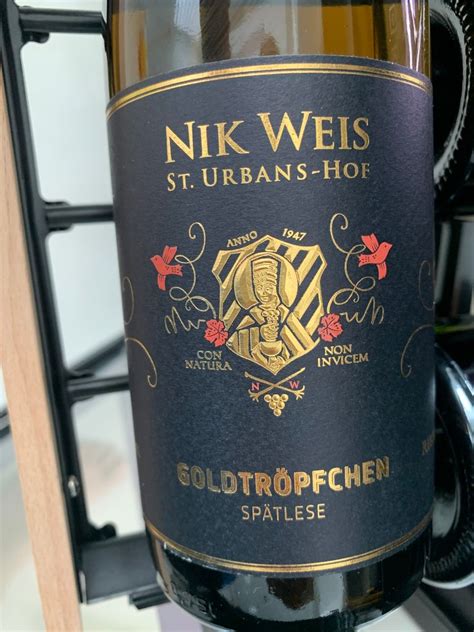 NIK WEIS
ST. URBANS-HOF
ANNO 1947
CON NATURA
NON INVICEM
N W
GOLDTRÖPFCHEN
SPÄTLESE